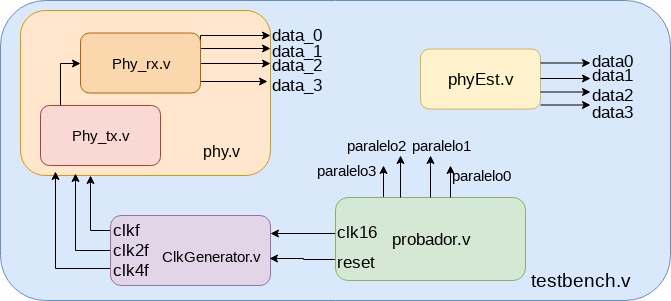 data_0
data_1
data_2
data_3
Phy_rx.v
Phy_tx.v
phy.v
phyEst.v
data0
data1
data2
data3
paralelo3
paralelo2
paralelo1
paralelo0
clkf
clk2f
clk4f
ClkGenerator.v
clk16
reset
probador.v
testbench.v